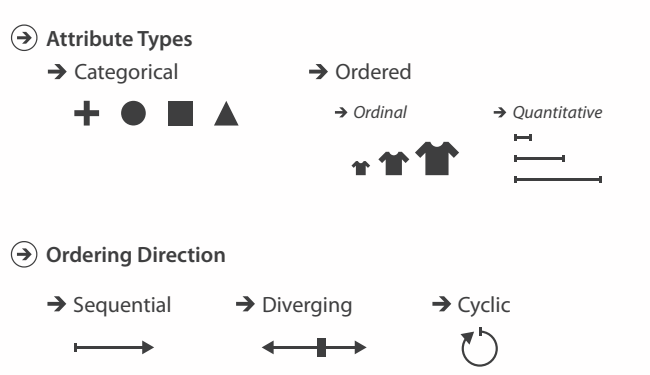 Attribute Types
Categorical
Ordered
Ordinal
Quantitative
Ordering Direction
Sequential
Diverging
Cyclic